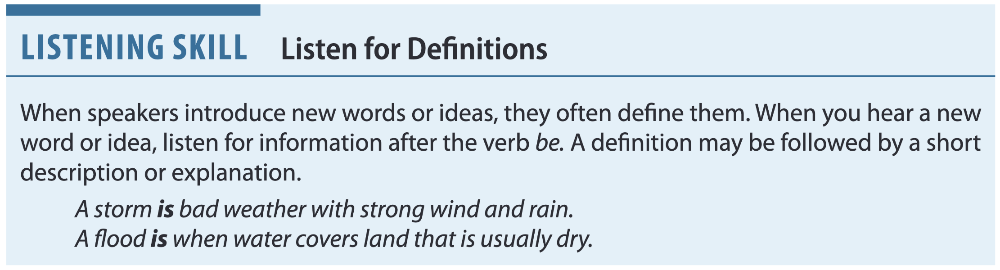 LISTENING SKILL Listen for Definitions
When speakers introduce new words or ideas, they often define them. When you hear a new
word or idea, listen for information after the verb be. A definition may be followed by a short
description or explanation.
A storm is bad weather with strong wind and rain.
A flood is when water covers land that is usually dry.